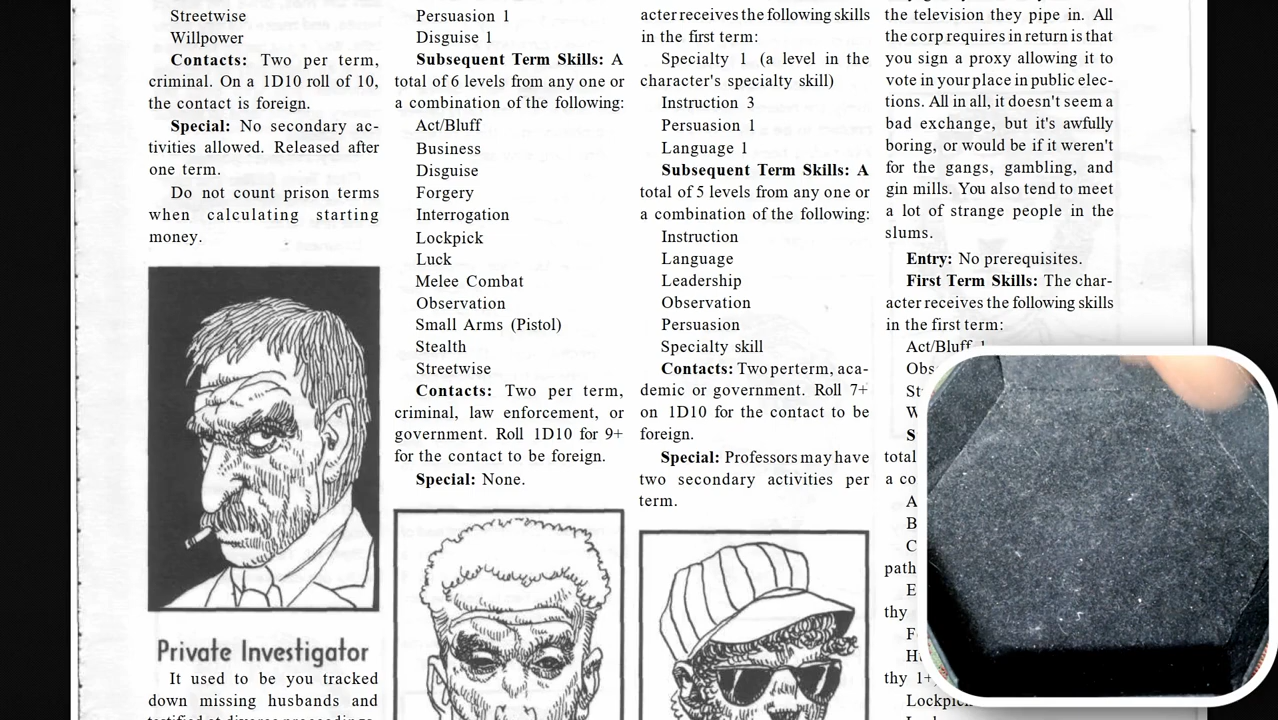 Streetwise
Willpower
Contacts: Two per term,
criminal. On a 1D10 roll of 10,
the contact is foreign.
Special: No secondary ac-
tivities allowed. Released after
one term.
Do not count prison terms
when calculating starting
money.
Private Investigator
It used to be you tracked
down missing husbands and
Persuasion 1
Disguise 1
Subsequent Term Skills: A
total of 6 levels from any one or
a combination of the following:
Act/Bluff
Business
Disguise
Forgery
Interrogation
Lockpick
Luck
Melee Combat
Observation
Small Arms (Pistol)
Stealth
Streetwise
Contacts: Two per term,
criminal, law enforcement, or
government. Roll 1D10 for 9+
for the contact to be foreign.
Special: None.
acter receives the following skills
in the first term:
Specialty 1 (a level in the
character's specialty skill)
Instruction 3
Persuasion 1
Language 1
Subsequent Term Skills: A
total of 5 levels from any one or
a combination of the following:
Instruction
Language
Leadership
Observation
Persuasion
Specialty skill
Contacts: Two perterm, aca-
demic or government. Roll 7+
on 1D10 for the contact to be
foreign.
Special: Professors may have
two secondary activities per
term.
the television they pipe in. All
the corp requires in return is that
you sign a proxy allowing it to
vote in your place in public elec-
tions. All in all, it doesn't seem a
bad exchange, but it's awfully
boring, or would be if it weren't
for the gangs, gambling, and
gin mills. You also tend to meet
a lot of strange people in the
slums.
Entry: No prerequisites.
First Term Skills: The char-
acter receives the following skills
in the first term:
Act/Bluff
total
a co
path
thy
thy 1+
Lockpick